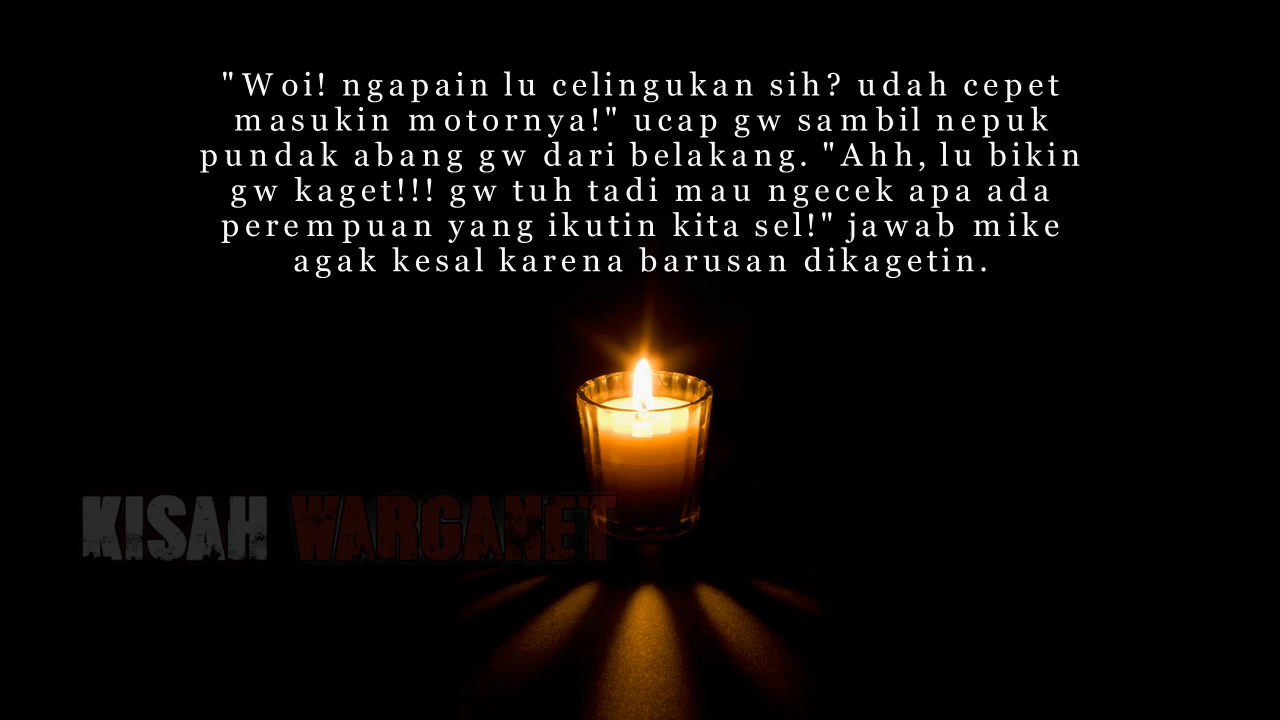 "Woi! ngapain lu celingukan sih? udah cepet
masukin motornya!" ucap gw sambil nepuk
pundak abang gw dari belakang. "Ahh, lu bikin
gw kaget!!! gw tuh tadi mau ngecek apa ada
perempuan yang ikutin kita sel!" jawab mike
agak kesal karena barusan dikagetin.
KISAH WARGANET